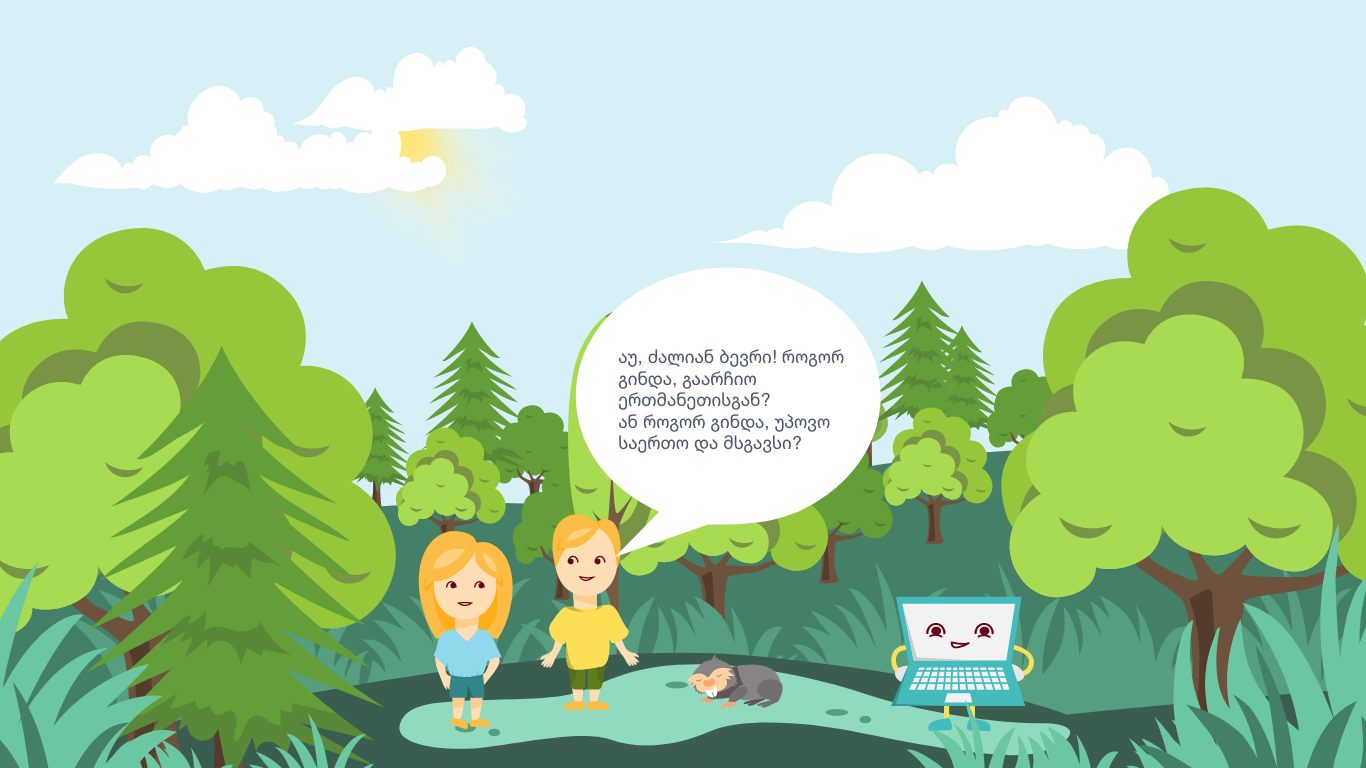 აუ, ძალიან ბევრი! როგორ
გინდა, გაარჩიო
ერთმანეთისგან?
ან როგორ გინდა, უპოვო
საერთო და მსგავსი?